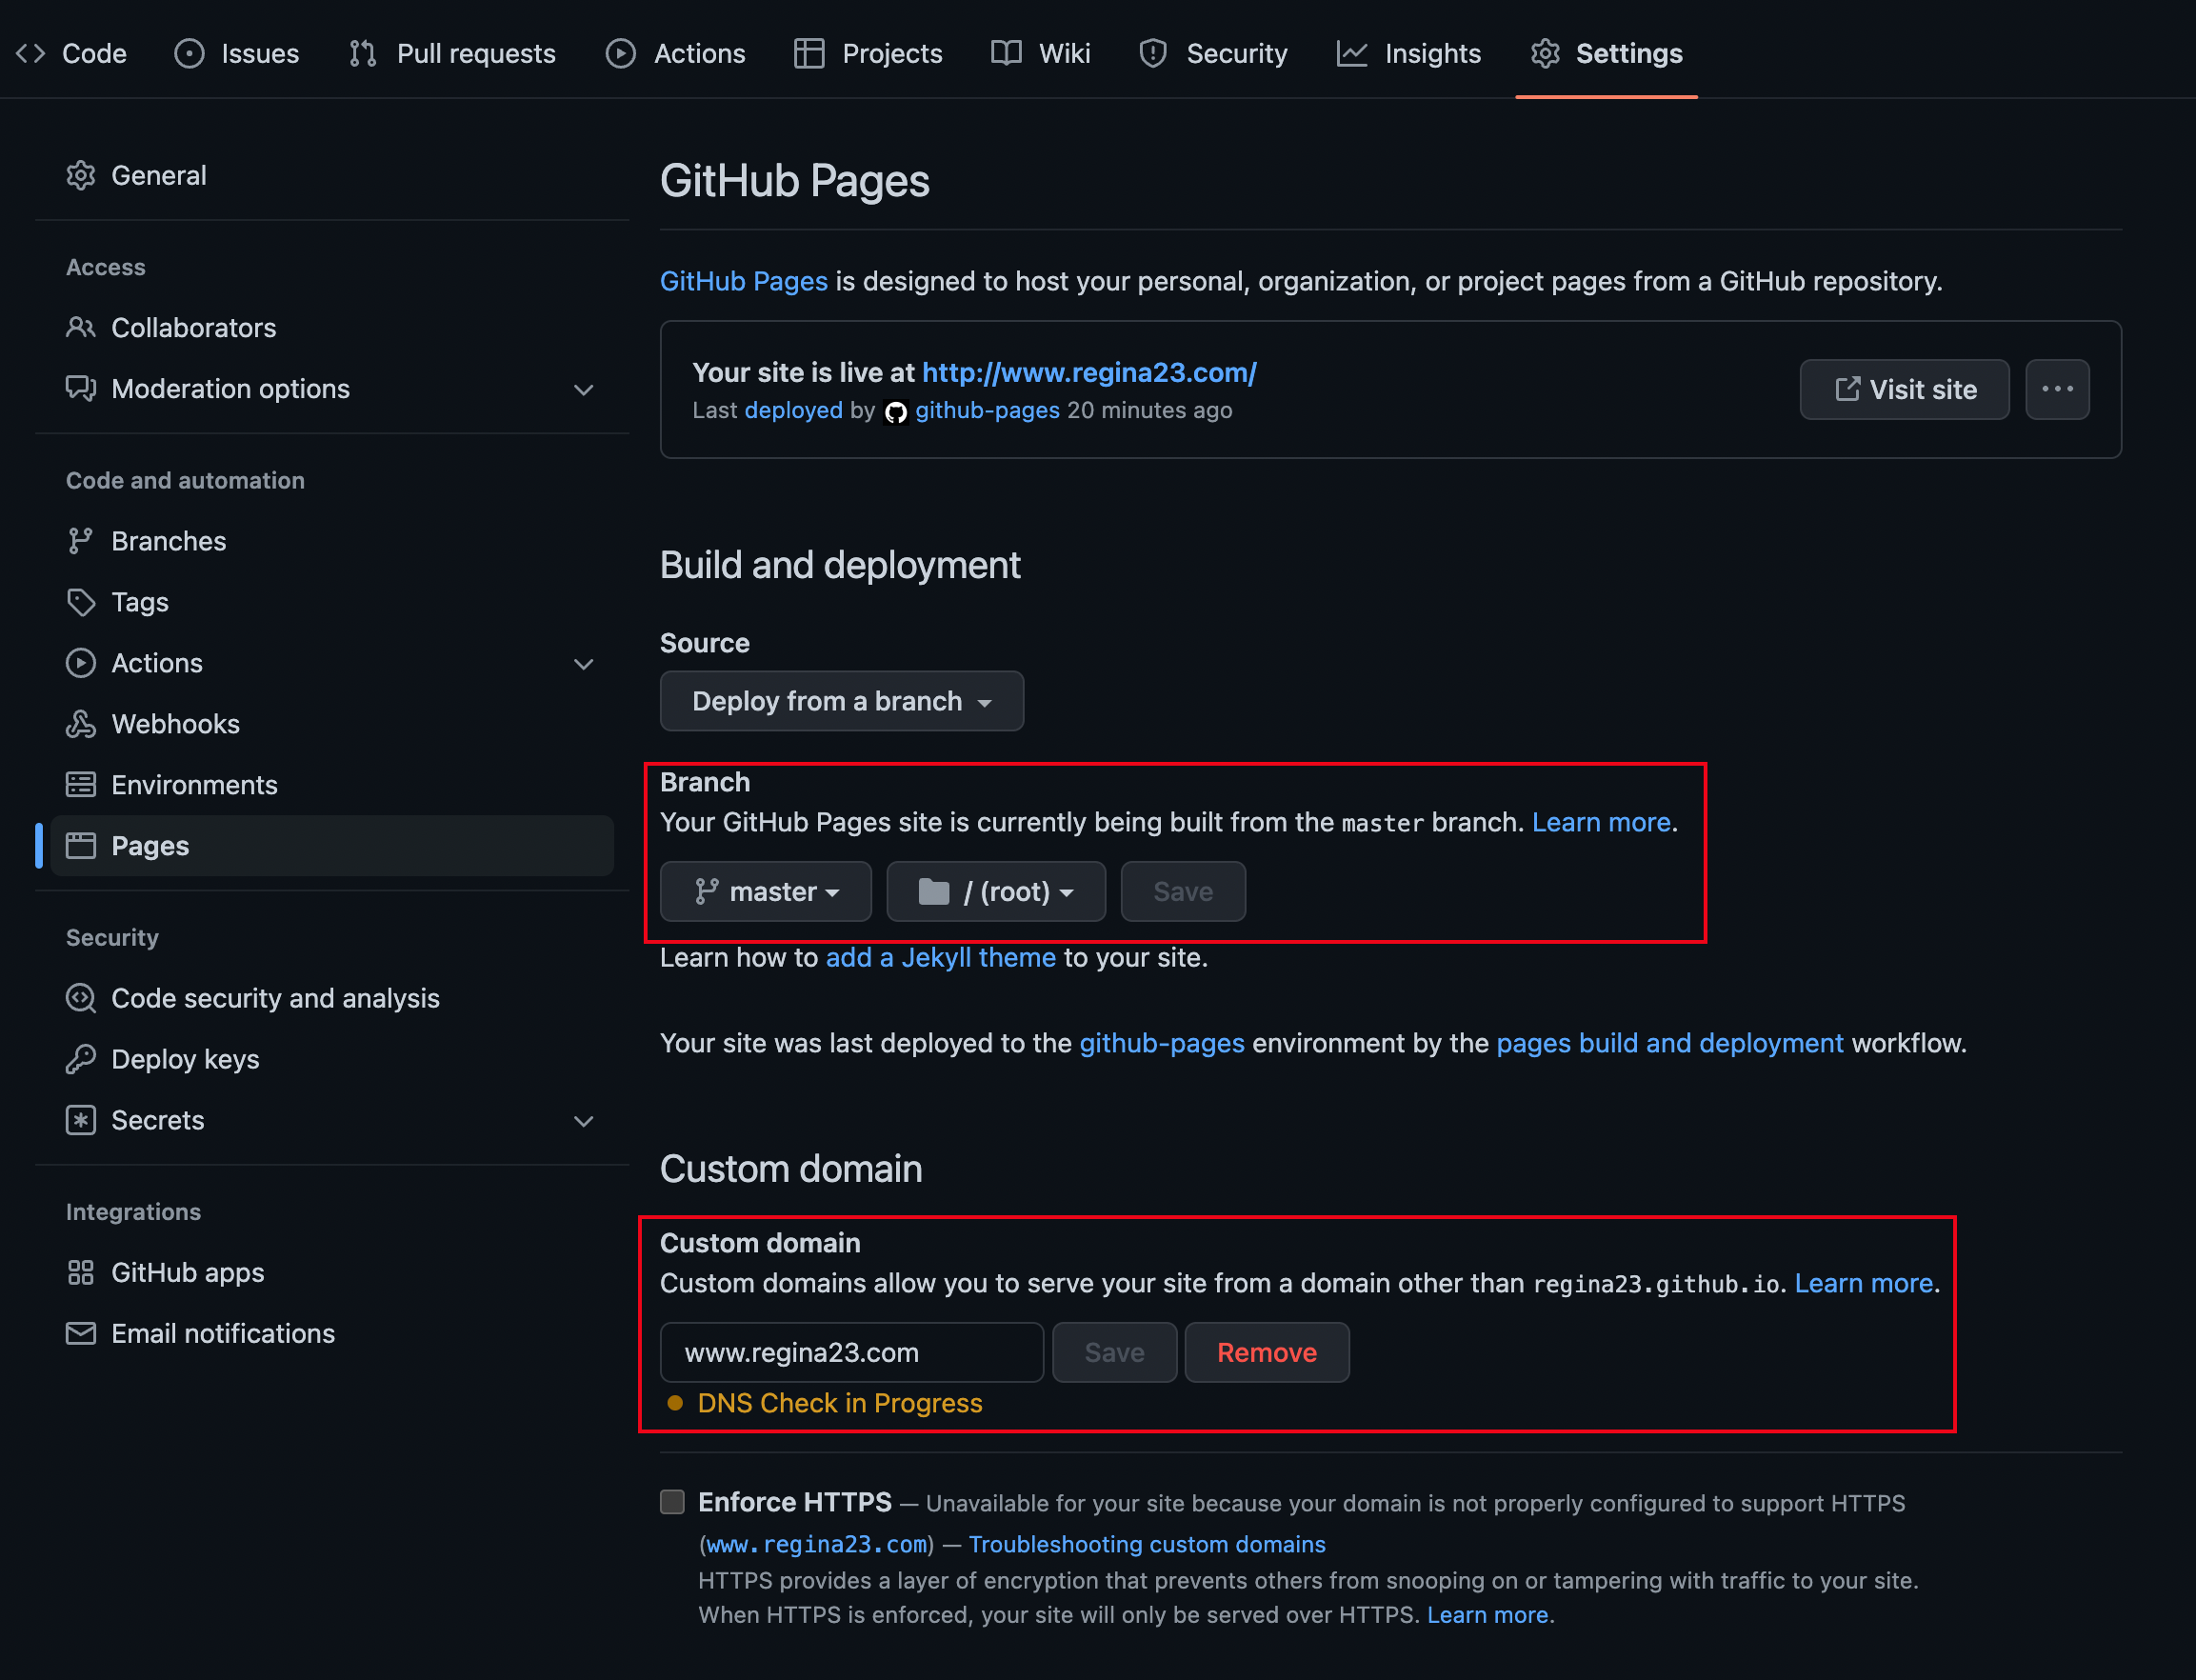 Code Issues Pull requests Actions Projects Wiki Security Insights Settings
General
Access
Collaborators
Moderation options
Code and automation
Branches
Tags
Actions
Webhooks
Environments
Pages
Security
Code security and analysis
Deploy keys
Secrets
Integrations
GitHub apps
Email notifications
GitHub Pages
GitHub Pages is designed to host your personal, organization, or project pages from a GitHub repository.
Your site is live at http://www.regina23.com/
Last deployed by github-pages 20 minutes ago
Visit site
Build and deployment
Source
Deploy from a branch
Branch
Your GitHub Pages site is currently being built from the master branch. Learn more.
master / (root) Save
Learn how to add a Jekyll theme to your site.
Your site was last deployed to the github-pages environment by the pages build and deployment workflow.
Custom domain
Custom domain
Custom domains allow you to serve your site from a domain other than regina23.github.io. Learn more.
www.regina23.com Save Remove
DNS Check in Progress
Enforce HTTPS — Unavailable for your site because your domain is not properly configured to support HTTPS
(www.regina23.com) — Troubleshooting custom domains
HTTPS provides a layer of encryption that prevents others from snooping on or tampering with traffic to your site.
When HTTPS is enforced, your site will only be served over HTTPS. Learn more.